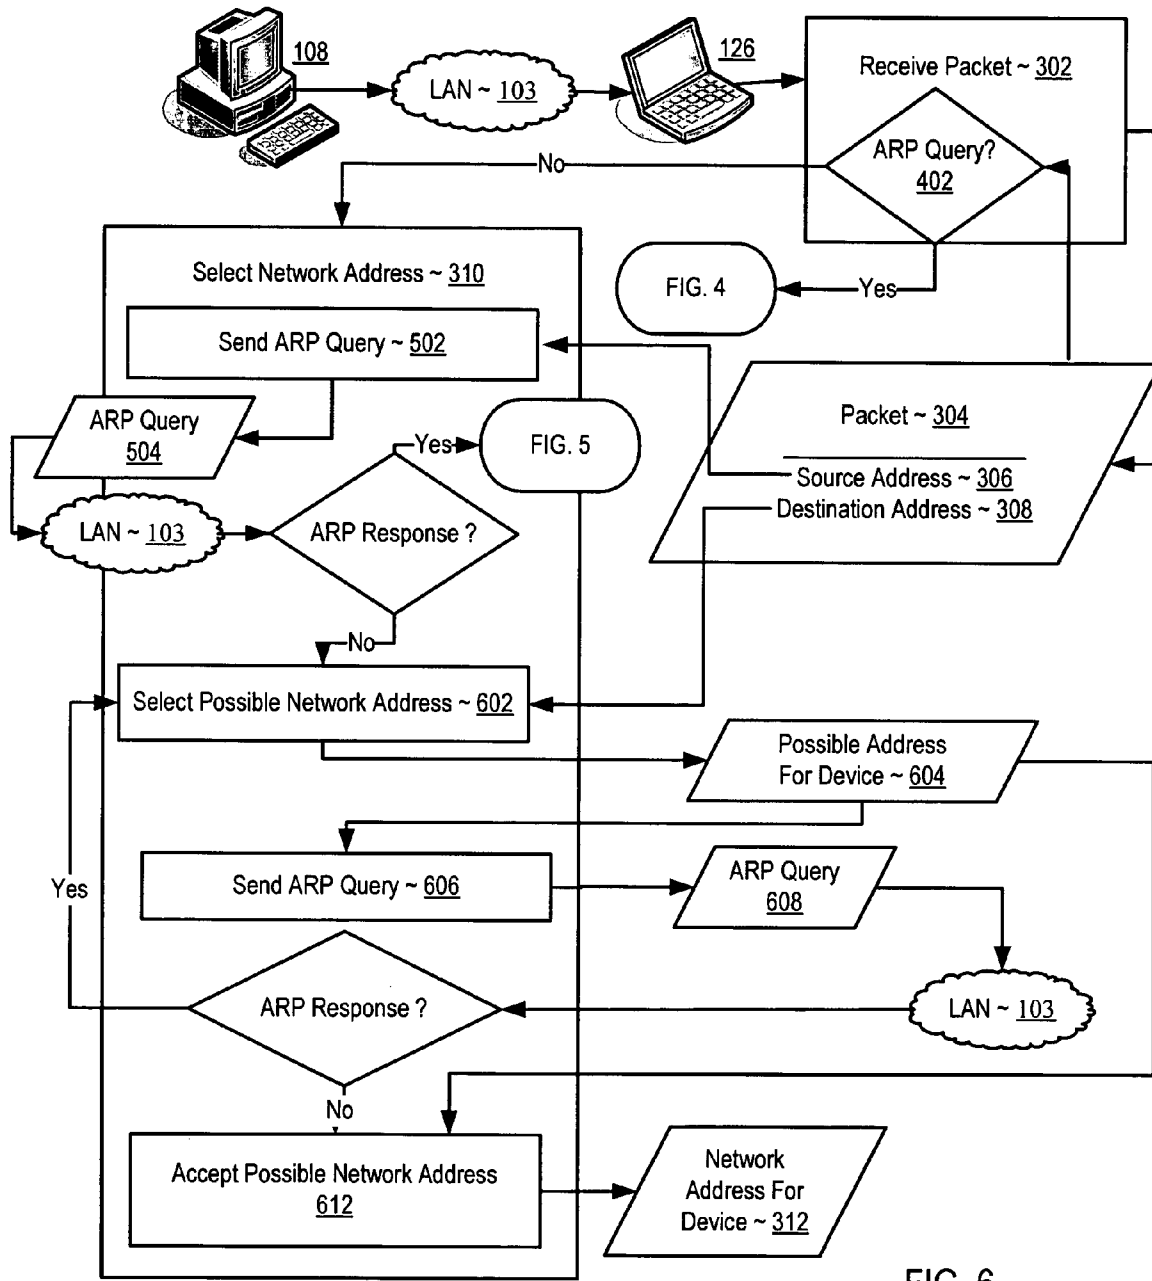 108
LAN ~ 103
126
Receive Packet ~ 302
ARP Query?
402
No
Yes
FIG. 4
Select Network Address ~ 310
Send ARP Query ~ 502
ARP Query
504
Yes
FIG. 5
Packet ~ 304
Source Address ~ 306
Destination Address ~ 308
LAN ~ 103
ARP Response ?
No
Select Possible Network Address ~ 602
Possible Address
For Device ~ 604
Send ARP Query ~ 606
ARP Query
608
Yes
ARP Response ?
LAN ~ 103
No
Accept Possible Network Address
612
Network
Address For
Device ~ 312
FIG. 6